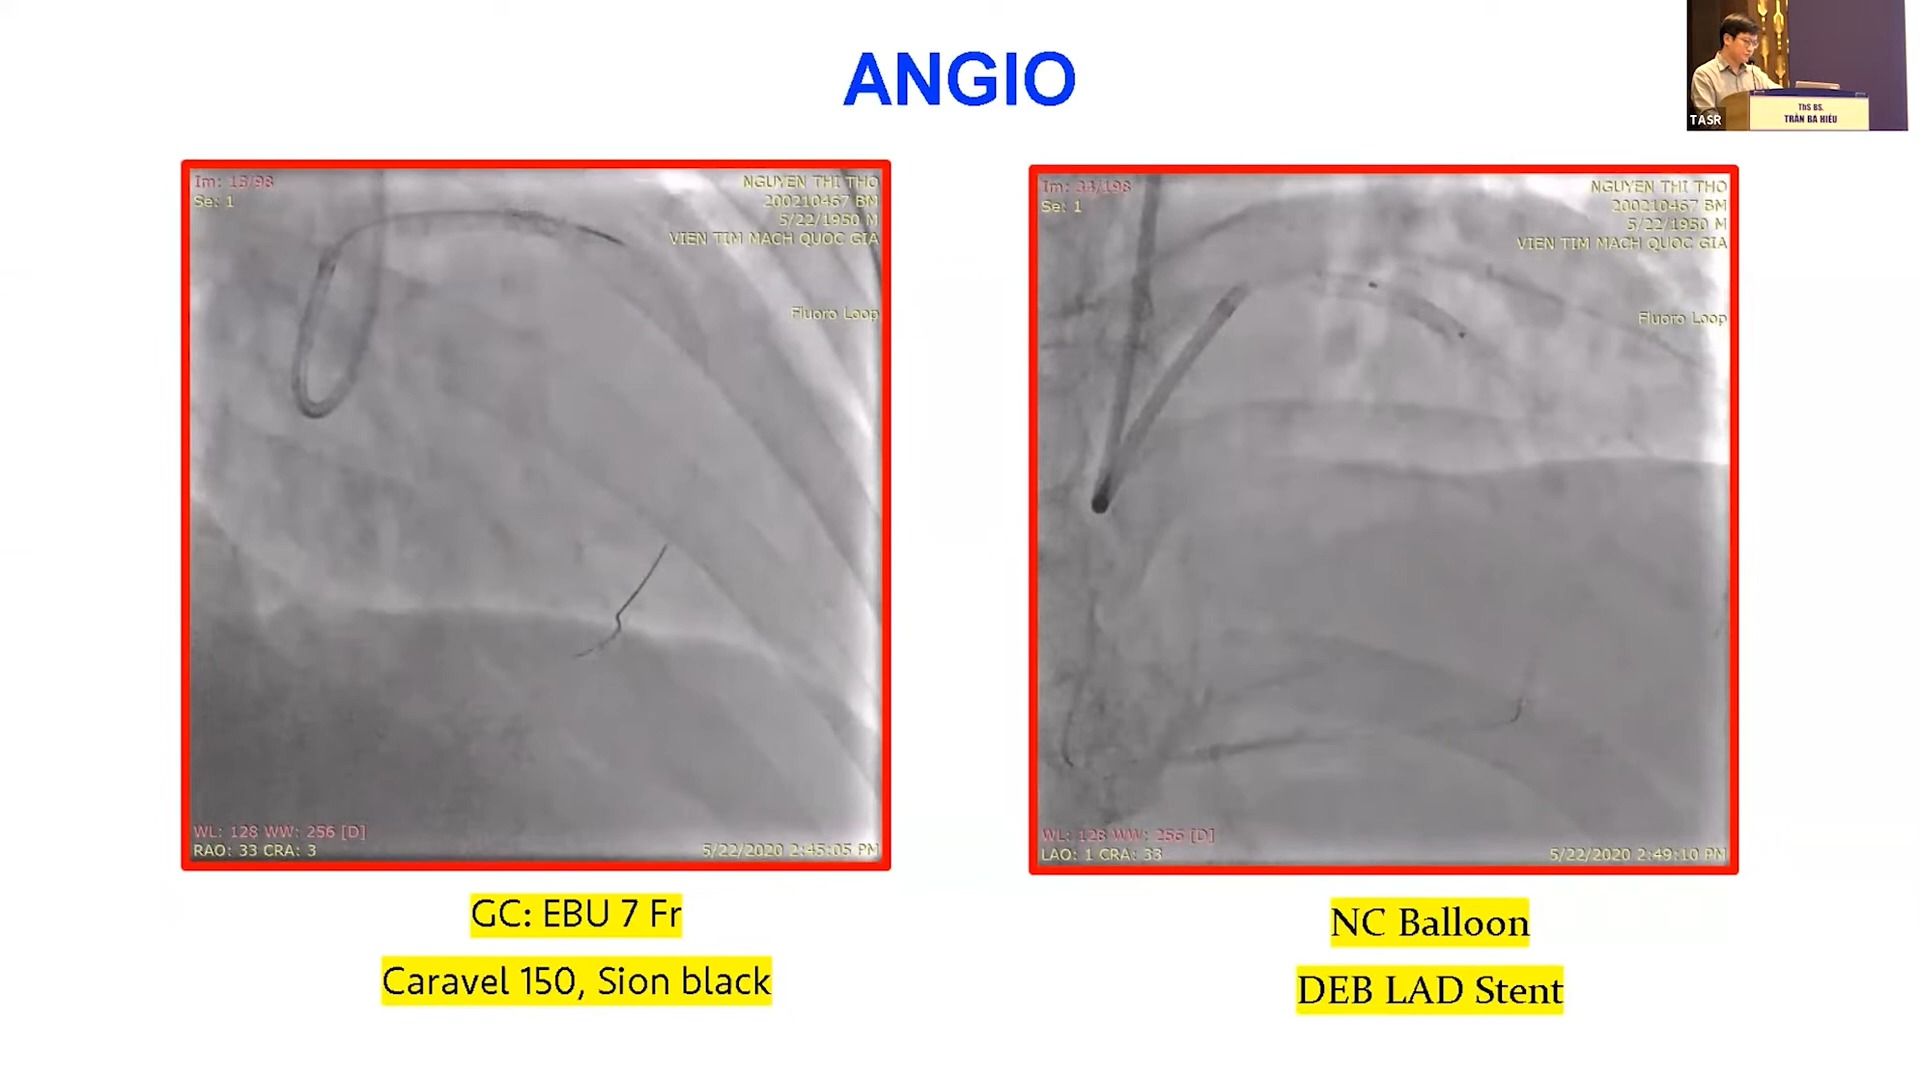 ANGIO
ThS BS.
TRẦN BÁ HIẾU
TASR
Im: 15/98
Se: 1
NGUYEN THI THO
200210467 BM
5/22/1950 M
VIEN TIM MACH QUOC GIA
Fluoro Loop
WL: 128 WW: 256 [D]
RAO: 33 CRA: 3
5/22/2020 2:45:05 PM
Im: 34/198
Se: 1
NGUYEN THI THO
200210467 BM
5/22/1950 M
VIEN TIM MACH QUOC GIA
Fluoro Loop
WL: 128 WW: 256 [D]
LAO: 1 CRA: 33
5/22/2020 2:49:10 PM
GC: EBU 7 Fr
Caravel 150, Sion black
NC Balloon
DEB LAD Stent